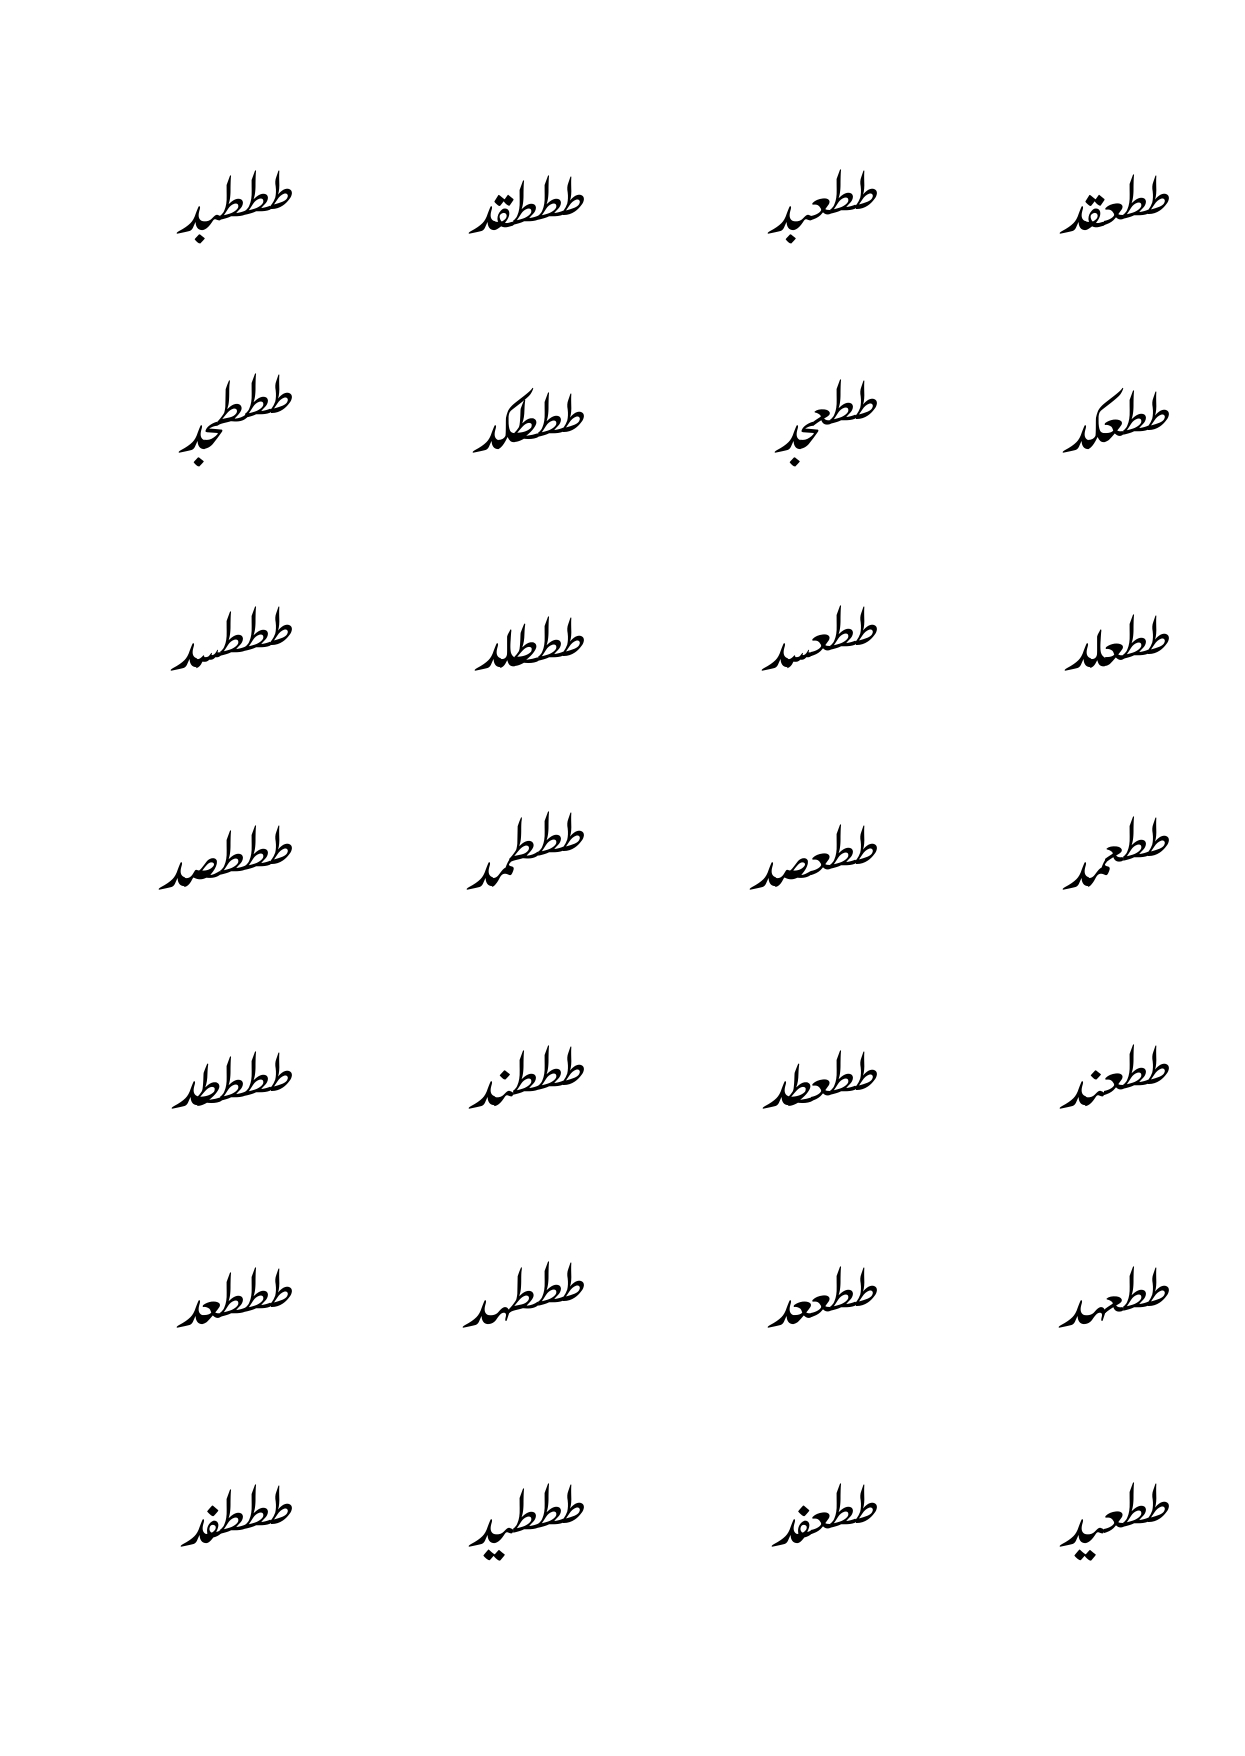 ططعقد ططعبد طططقد طططبد
ططعكد ططعجد طططكد طططجد
ططعلد ططعسد طططلد طططسد
ططعمد ططعصد طططمد طططصد
ططعند ططعطد طططند ططططد
ططعهد ططععد طططهد طططعد
ططعيد ططعفد طططيد طططفد